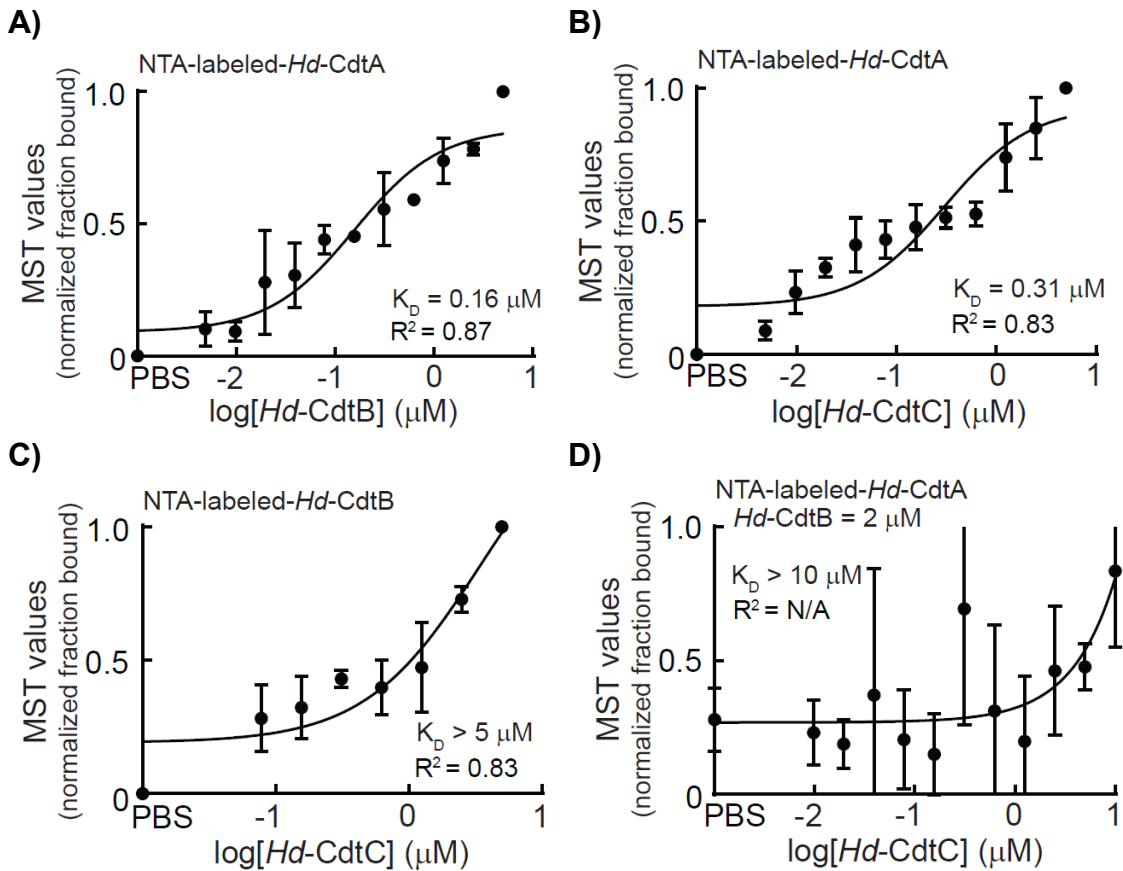 A)
NTA-labeled-Hd-CdtA
MST values
(normalized fraction bound)
1.0
0.5
0
K_D = 0.16 μM
R² = 0.87
PBS -2 -1 0 1
log[Hd-CdtB] (μM)
B)
NTA-labeled-Hd-CdtA
MST values
(normalized fraction bound)
1.0
0.5
0
K_D = 0.31 μM
R² = 0.83
PBS -2 -1 0 1
log[Hd-CdtC] (μM)
C)
NTA-labeled-Hd-CdtB
MST values
(normalized fraction bound)
1.0
0.5
0
K_D > 5 μM
R² = 0.83
PBS -1 0 1
log[Hd-CdtC] (μM)
D)
NTA-labeled-Hd-CdtA
Hd-CdtB = 2 μM
MST values
(normalized fraction bound)
1.0
0.5
0
K_D > 10 μM
R² = N/A
PBS -2 -1 0 1
log[Hd-CdtC] (μM)